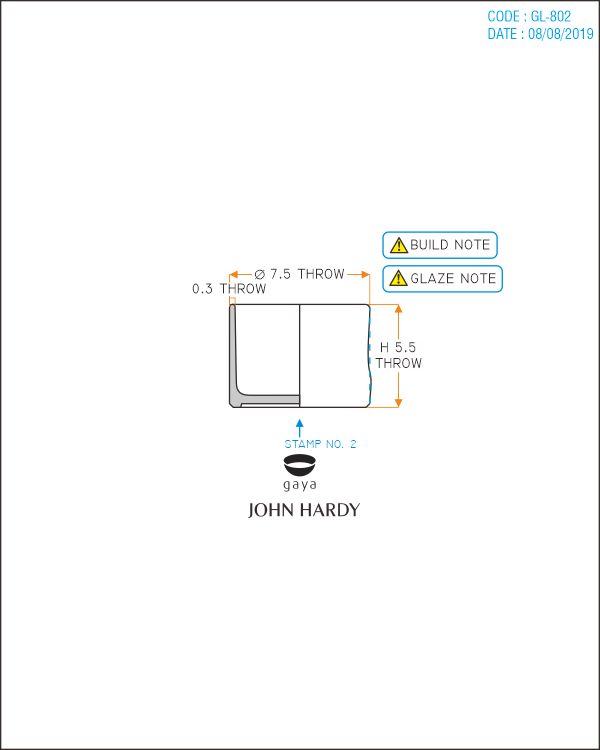 CODE : GL-802
DATE : 08/08/2019
BUILD NOTE
Ø 7.5 THROW
GLAZE NOTE
0.3 THROW
H 5.5
THROW
STAMP NO. 2
gaya
JOHN HARDY